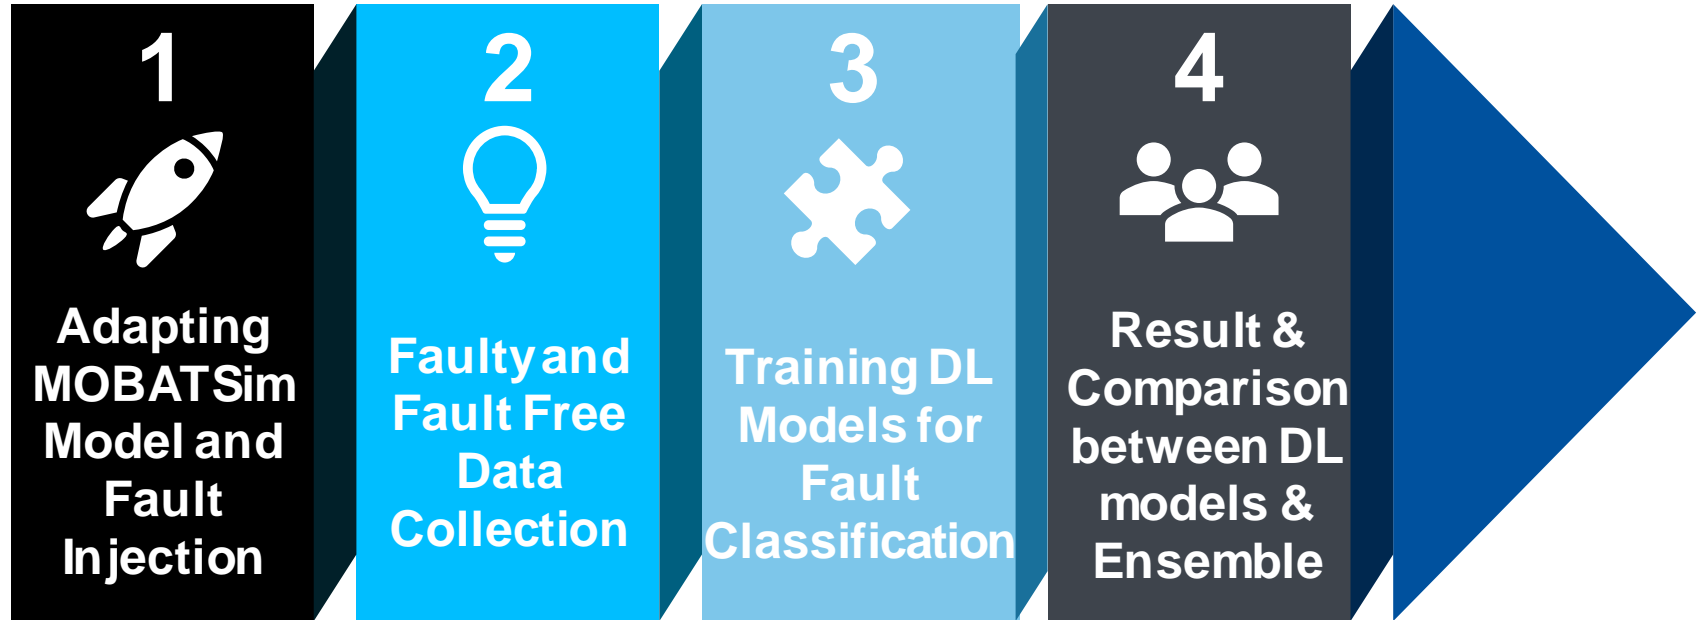 1
Adapting
MOBATSim
Model and
Fault
Injection
2
Faulty and
Fault Free
Data
Collection
3
Training DL
Models for
Fault
Classification
4
Result &
Comparison
between DL
models &
Ensemble